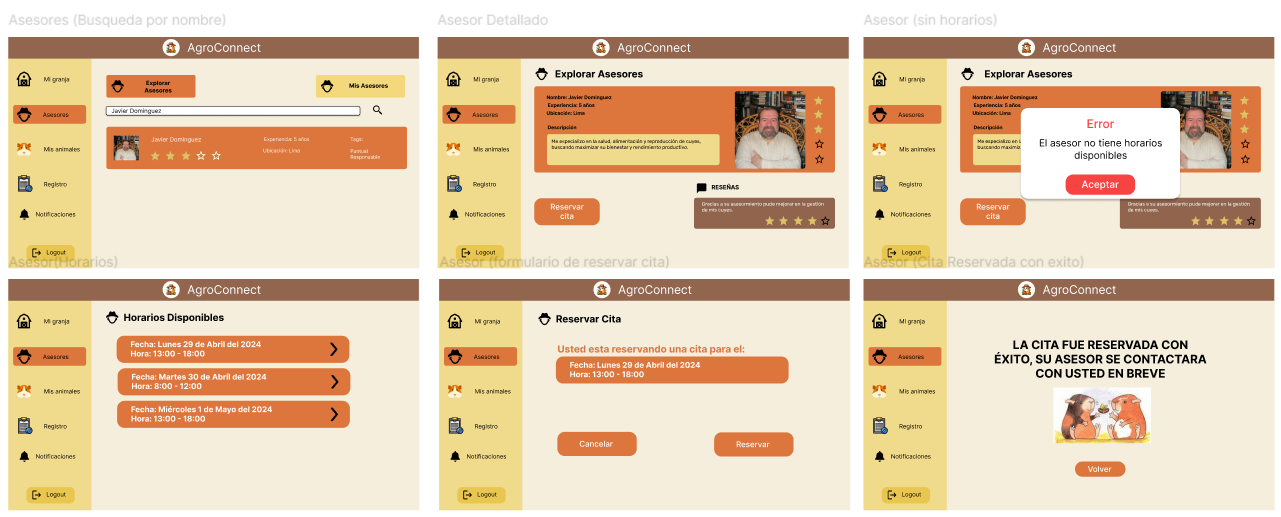 Asesores (Busqueda por nombre)
AgroConnect
Mi granja
Asesores
Mis animales
Registro
Notificaciones
Logout
Explorar
Asesores
Mis Asesores
Javier Dominguez
Javier Dominguez
Experiencia: 5 años
Ubicación: Lima
Tags:
Puntual
Responsable
Asesor Detallado
AgroConnect
Mi granja
Asesores
Mis animales
Registro
Notificaciones
Logout
Explorar Asesores
Nombre: Javier Dominguez
Experiencia: 5 años
Ubicación: Lima
Descripción
Me especializo en la salud, alimentación y reproducción de cuyes,
buscando maximizar su bienestar y rendimiento productivo.
Reservar
cita
RESEÑAS
Gracias a su asesoramiento pude mejorar en la gestión
de mis cuyes.
Asesor (sin horarios)
AgroConnect
Mi granja
Asesores
Mis animales
Registro
Notificaciones
Logout
Explorar Asesores
Nombre: Javier Dominguez
Experiencia: 5 años
Ubicación: Lima
Descripción
Me especializo en
buscando maximiz
Error
El asesor no tiene horarios
disponibles
Aceptar
Reservar
cita
Gracias a su asesoramiento pude mejorar en la gestión
de mis cuyes.
Asesor(Horarios)
AgroConnect
Mi granja
Asesores
Mis animales
Registro
Notificaciones
Logout
Horarios Disponibles
Fecha: Lunes 29 de Abril del 2024
Hora: 13:00 - 18:00
Fecha: Martes 30 de Abril del 2024
Hora: 8:00 - 12:00
Fecha: Miércoles 1 de Mayo del 2024
Hora: 13:00 - 18:00
Asesor (formulario de reservar cita)
AgroConnect
Mi granja
Asesores
Mis animales
Registro
Notificaciones
Logout
Reservar Cita
Usted esta reservando una cita para el:
Fecha: Lunes 29 de Abril del 2024
Hora: 13:00 - 18:00
Cancelar
Reservar
Asesor (Cita Reservada con exito)
AgroConnect
Mi granja
Asesores
Mis animales
Registro
Notificaciones
Logout
LA CITA FUE RESERVADA CON
ÉXITO, SU ASESOR SE CONTACTARA
CON USTED EN BREVE
Volver